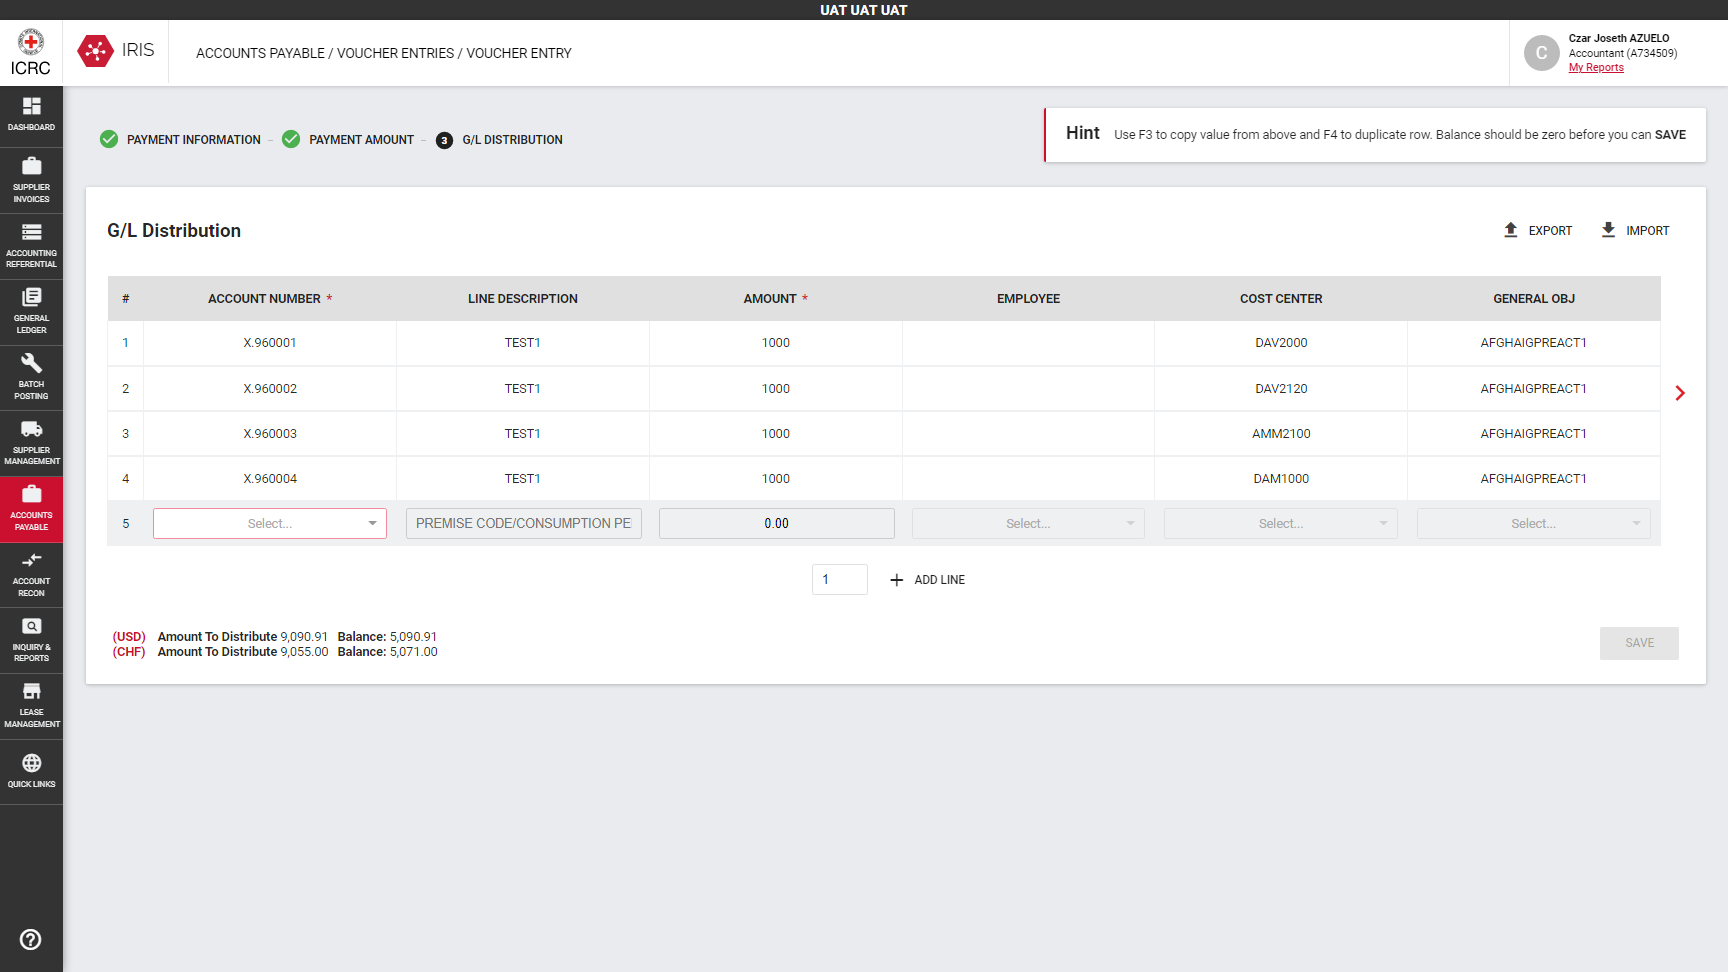 UAT UAT UAT
ICRC
IRIS
ACCOUNTS PAYABLE / VOUCHER ENTRIES / VOUCHER ENTRY
C
Czar Joseth AZUELO
Accountant (A734509)
My Reports
DASHBOARD
SUPPLIER
INVOICES
ACCOUNTING
REFERENTIAL
GENERAL
LEDGER
BATCH
POSTING
SUPPLIER
MANAGEMENT
ACCOUNTS
PAYABLE
ACCOUNT
RECON
INQUIRY &
REPORTS
LEASE
MANAGEMENT
QUICK LINKS
PAYMENT INFORMATION – PAYMENT AMOUNT – 3 G/L DISTRIBUTION
Hint Use F3 to copy value from above and F4 to duplicate row. Balance should be zero before you can SAVE
G/L Distribution
EXPORT IMPORT
# ACCOUNT NUMBER * LINE DESCRIPTION AMOUNT * EMPLOYEE COST CENTER GENERAL OBJ
1 X.960001 TEST1 1000 DAV2000 AFGHAIGPREACT1
2 X.960002 TEST1 1000 DAV2120 AFGHAIGPREACT1
3 X.960003 TEST1 1000 AMM2100 AFGHAIGPREACT1
4 X.960004 TEST1 1000 DAM1000 AFGHAIGPREACT1
5 Select... PREMISE CODE/CONSUMPTION PE 0.00 Select... Select... Select...
1 + ADD LINE
(USD) Amount To Distribute 9,090.91 Balance: 5,090.91
(CHF) Amount To Distribute 9,055.00 Balance: 5,071.00
SAVE